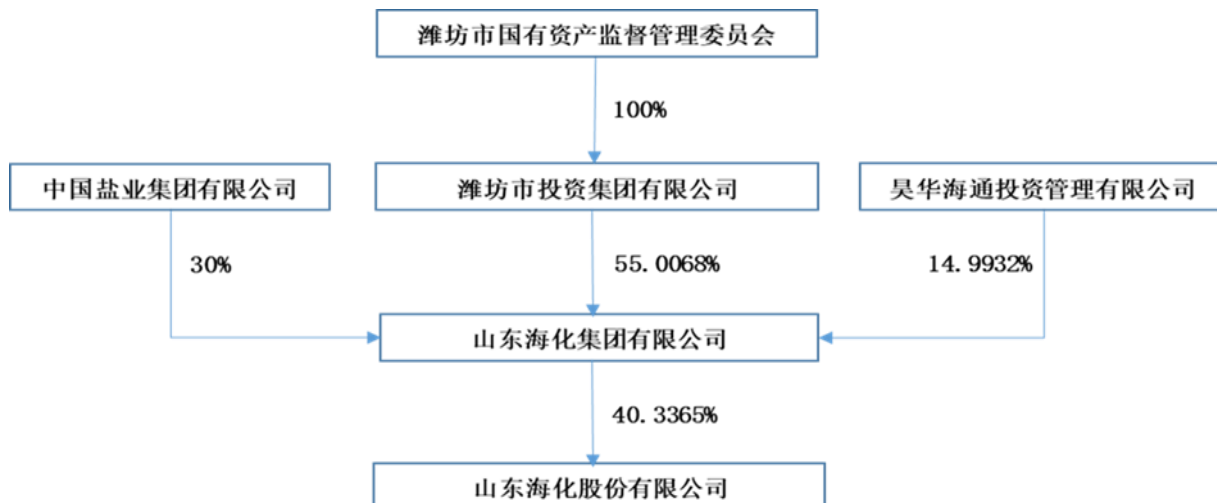 潍坊市国有资产监督管理委员会
100%
中国盐业集团有限公司
潍坊市投资集团有限公司
昊华海通投资管理有限公司
30%
55.0068%
14.9932%
山东海化集团有限公司
40.3365%
山东海化股份有限公司